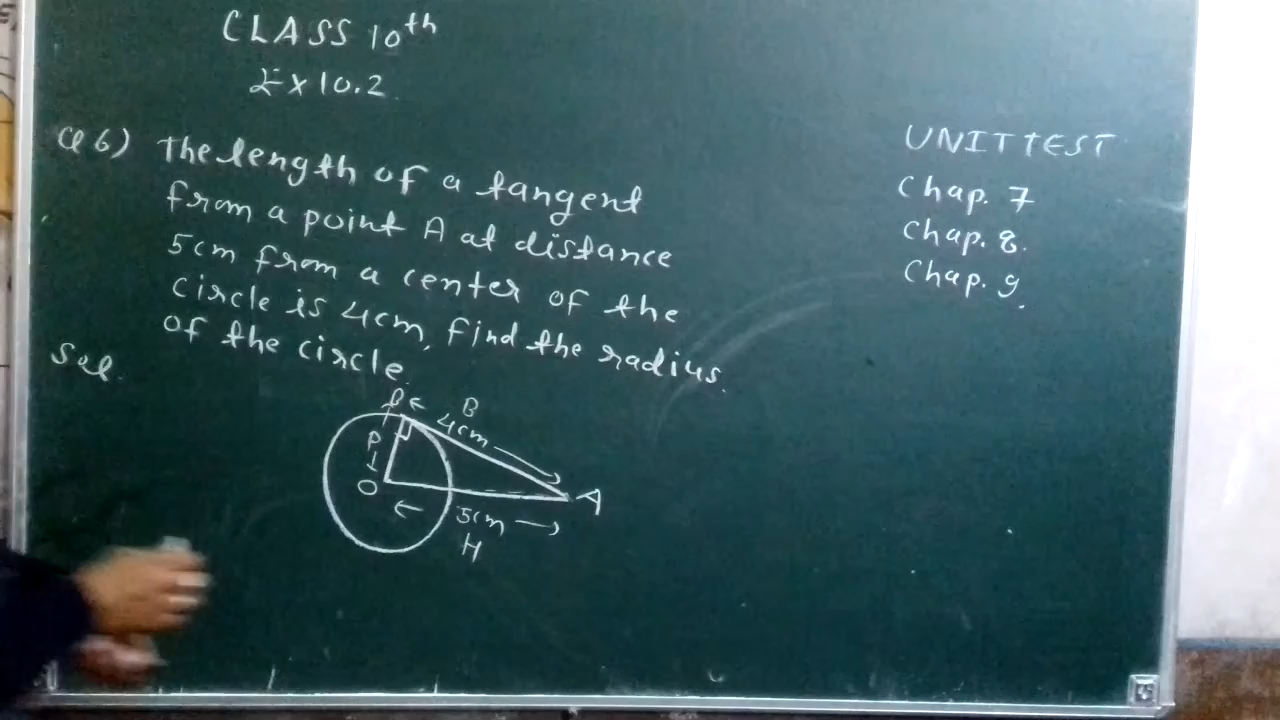 CLASS 10th
Ex 10.2
Q 6) The length of a tangent
from a point A at distance
5cm from a center of the
circle is 4cm, Find the radius.
of the circle.
Sol.
UNIT TEST
Chap. 7
Chap. 8.
Chap. 9.
P
B
4cm
P
O
A
5cm
H